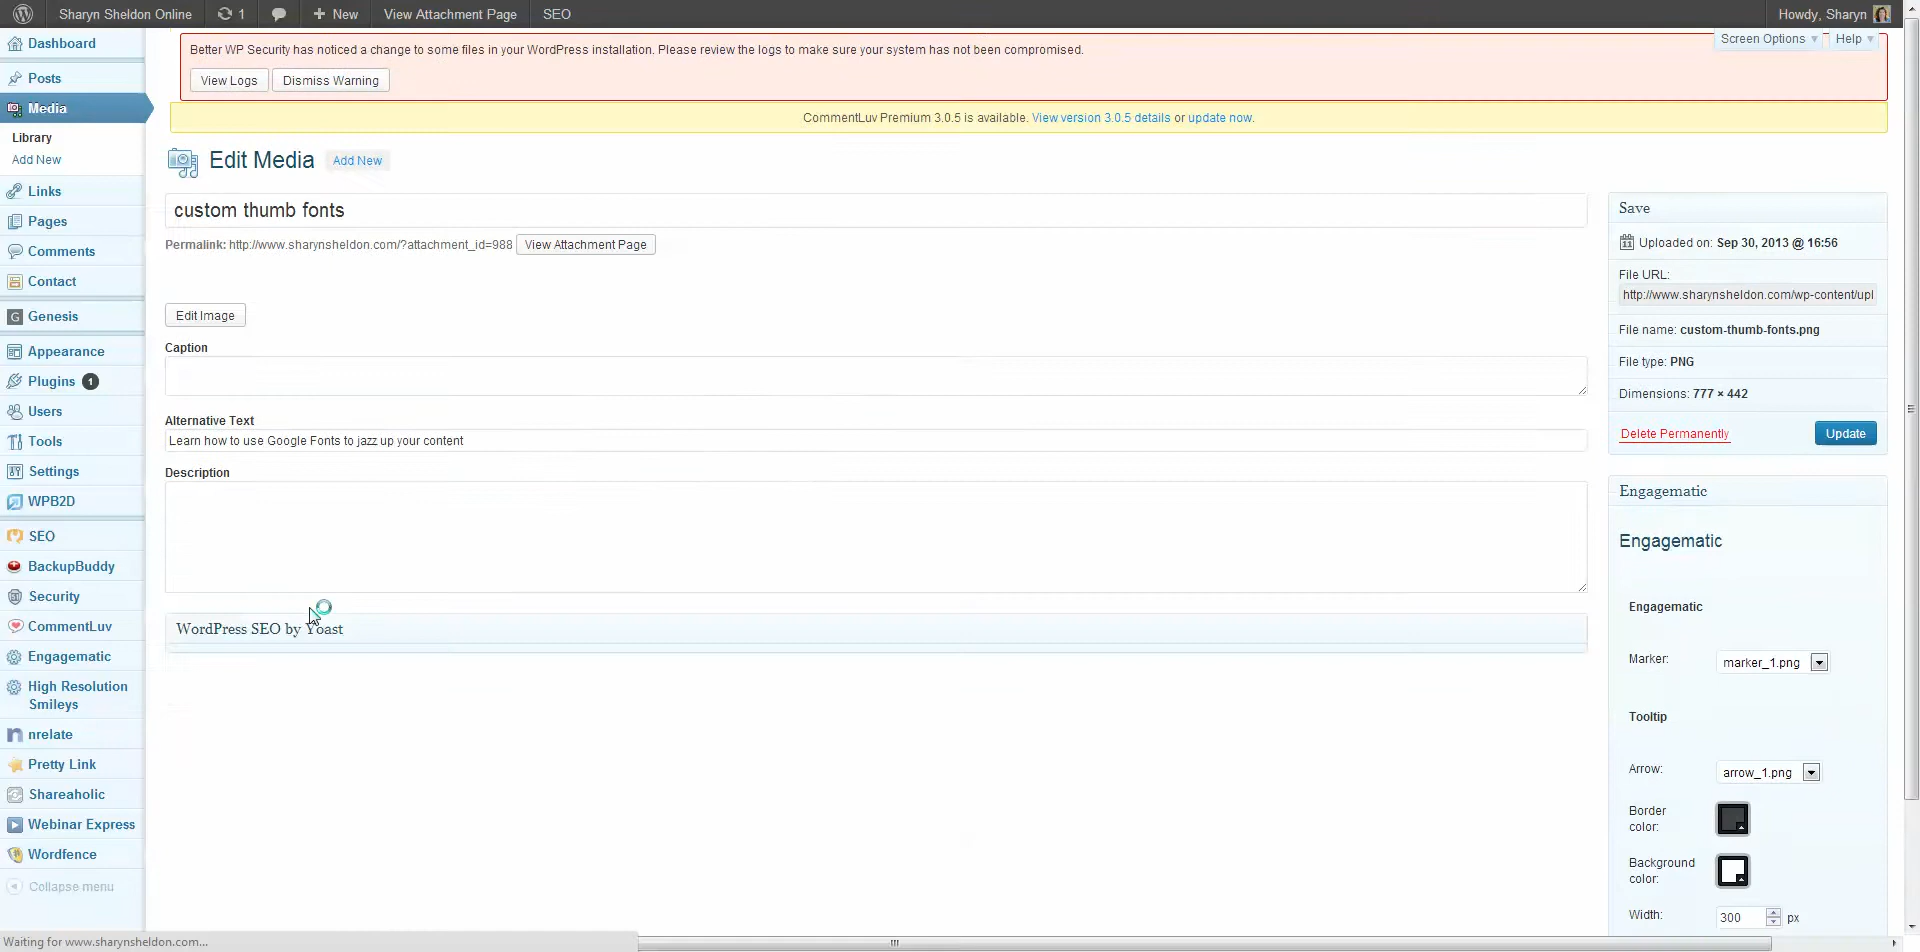 Sharyn Sheldon Online 1 New View Attachment Page SEO Howdy, Sharyn
Screen Options Help
Better WP Security has noticed a change to some files in your WordPress installation. Please review the logs to make sure your system has not been compromised.
View Logs Dismiss Warning
CommentLuv Premium 3.0.5 is available. View version 3.0.5 details or update now.
Dashboard
Posts
Media
Library
Add New
Links
Pages
Comments
Contact
Genesis
Appearance
Plugins 1
Users
Tools
Settings
WPB2D
SEO
BackupBuddy
Security
CommentLuv
Engagematic
High Resolution
Smileys
nrelate
Pretty Link
Shareaholic
Webinar Express
Wordfence
Collapse menu
Edit Media Add New
custom thumb fonts
Permalink: http://www.sharynsheldon.com/?attachment_id=988 View Attachment Page
Edit Image
Caption
Alternative Text
Learn how to use Google Fonts to jazz up your content
Description
WordPress SEO by Yoast
Save
11 Uploaded on: Sep 30, 2013 @ 16:56
File URL:
http://www.sharynsheldon.com/wp-content/upl
File name: custom-thumb-fonts.png
File type: PNG
Dimensions: 777 × 442
Delete Permanently Update
Engagematic
Engagematic
Engagematic
Marker: marker_1.png
Tooltip
Arrow: arrow_1.png
Border
color:
Background
color:
Width: 300 px
Waiting for www.sharynsheldon.com...